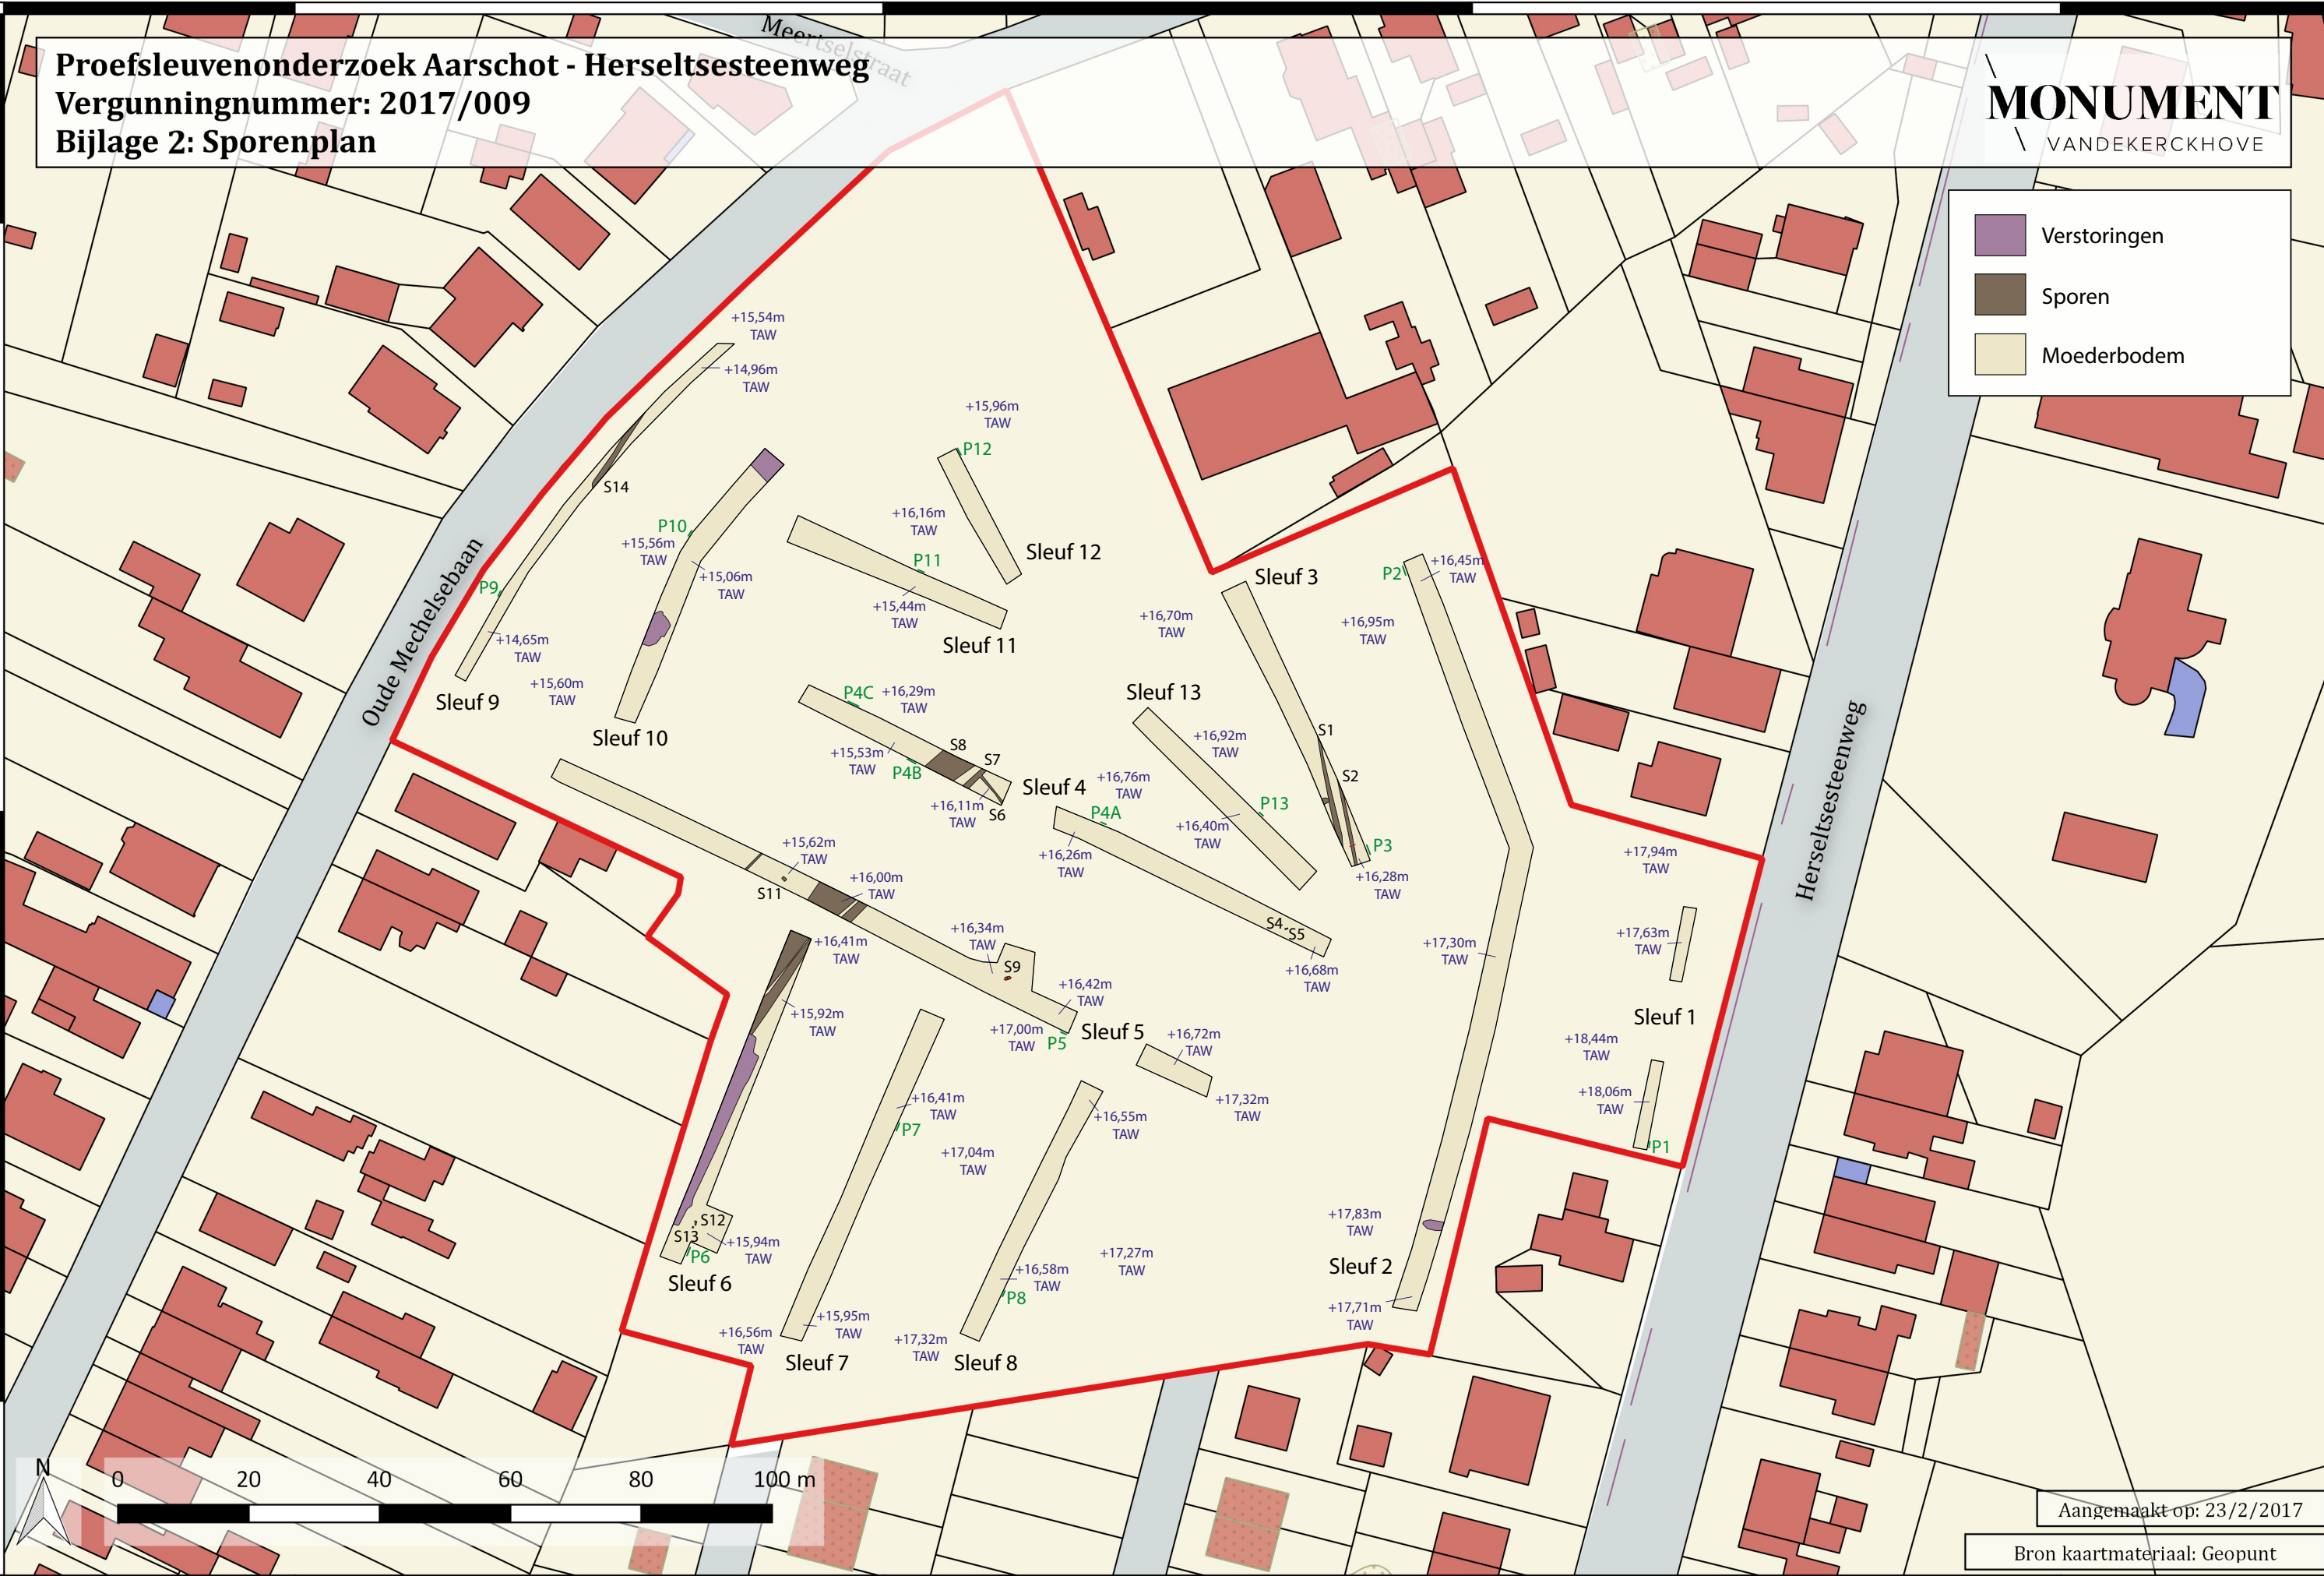 Meertselstraat
Proefsleuvenonderzoek Aarschot - Herseltsesteenweg
Vergunningnummer: 2017/009
Bijlage 2: Sporenplan
MONUMENT
VANDEKERCKHOVE
Verstoringen
Sporen
Moederbodem
+15,54m
TAW
+14,96m
TAW
S14
+15,96m
TAW
P12
Sleuf 12
P10
+15,56m
TAW
+15,06m
TAW
+16,16m
TAW
P11
+15,44m
TAW
Sleuf 11
P9
+14,65m
TAW
+15,60m
TAW
Sleuf 9
Sleuf 10
Oude Mechelsebaan
Sleuf 3
+16,70m
TAW
P2
+16,45m
TAW
+16,95m
TAW
Sleuf 13
+16,92m
TAW
S1
S2
P13
+16,40m
TAW
P3
+16,28m
TAW
P4C
+16,29m
TAW
+15,53m
TAW
P4B
S8
S7
S6
+16,11m
TAW
Sleuf 4
+16,76m
TAW
P4A
+16,26m
TAW
S4
S5
+16,68m
TAW
+15,62m
TAW
S11
+16,00m
TAW
+16,34m
TAW
S9
+16,42m
TAW
+17,00m
TAW
P5
Sleuf 5
+16,72m
TAW
+17,32m
TAW
+16,41m
TAW
+15,92m
TAW
S12
S13
P6
+15,94m
TAW
Sleuf 6
+16,41m
TAW
P7
+17,04m
TAW
+15,95m
TAW
+16,56m
TAW
Sleuf 7
+16,55m
TAW
+16,58m
TAW
P8
+17,27m
TAW
+17,32m
TAW
Sleuf 8
+17,30m
TAW
+17,83m
TAW
Sleuf 2
+17,71m
TAW
+17,94m
TAW
+17,63m
TAW
Sleuf 1
+18,44m
TAW
+18,06m
TAW
P1
Herseltsesteenweg
N
0 20 40 60 80 100 m
Aangemaakt op: 23/2/2017
Bron kaartmateriaal: Geopunt